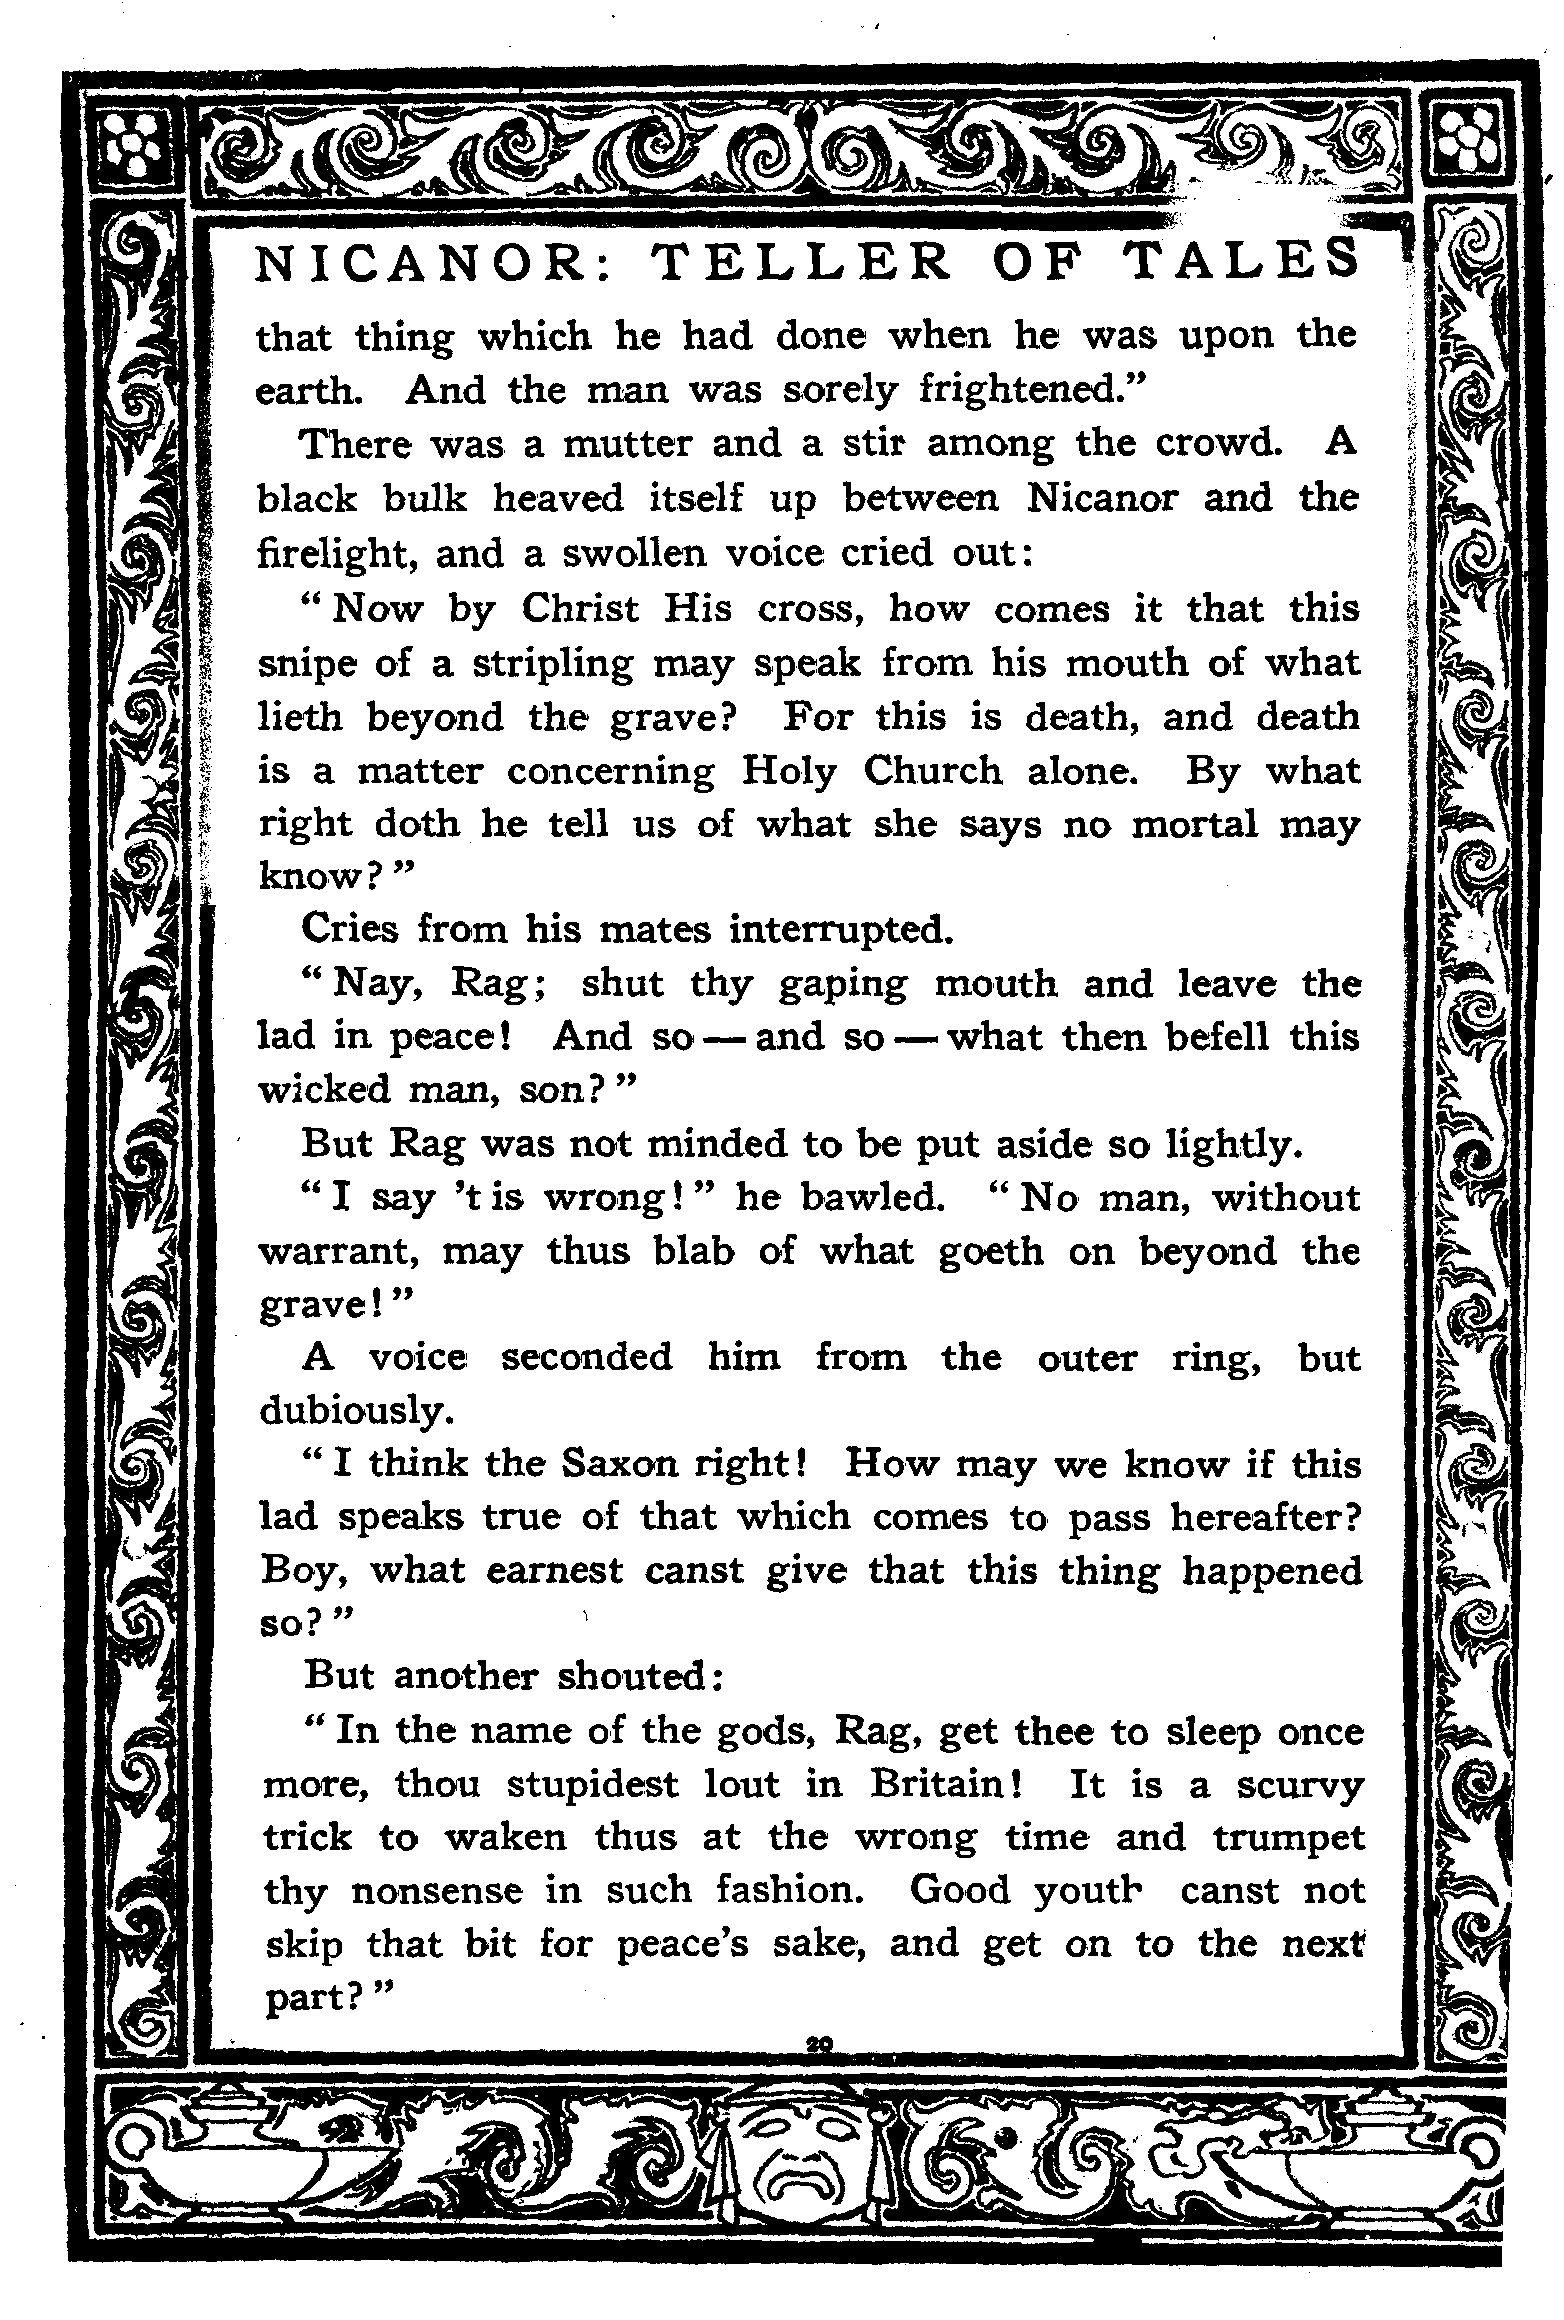 NICANOR: TELLER OF TALES
that thing which he had done when he was upon the
earth. And the man was sorely frightened.”
There was a mutter and a stir among the crowd. A
black bulk heaved itself up between Nicanor and the
firelight, and a swollen voice cried out:
“Now by Christ His cross, how comes it that this
snipe of a stripling may speak from his mouth of what
lieth beyond the grave? For this is death, and death
is a matter concerning Holy Church alone. By what
right doth he tell us of what she says no mortal may
know?”
Cries from his mates interrupted.
“Nay, Rag; shut thy gaping mouth and leave the
lad in peace! And so — and so — what then befell this
wicked man, son?”
But Rag was not minded to be put aside so lightly.
“I say ’t is wrong!” he bawled. “No man, without
warrant, may thus blab of what goeth on beyond the
grave!”
A voice seconded him from the outer ring, but
dubiously.
“I think the Saxon right! How may we know if this
lad speaks true of that which comes to pass hereafter?
Boy, what earnest canst give that this thing happened
so?”
But another shouted:
“In the name of the gods, Rag, get thee to sleep once
more, thou stupidest lout in Britain! It is a scurvy
trick to waken thus at the wrong time and trumpet
thy nonsense in such fashion. Good youth canst not
skip that bit for peace’s sake, and get on to the next
part?”
20